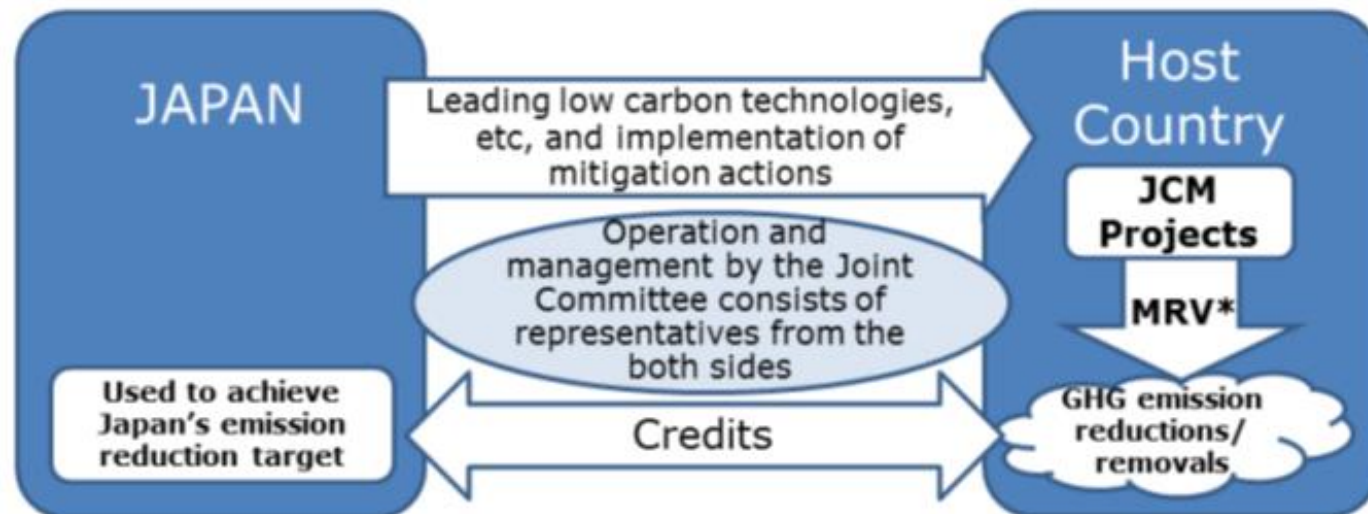 JAPAN
Leading low carbon technologies,
etc, and implementation of
mitigation actions
Host
Country
JCM
Projects
Operation and
management by the Joint
Committee consists of
representatives from the
both sides
MRV*
Used to achieve
Japan's emission
reduction target
Credits
GHG emission
reductions/
removals